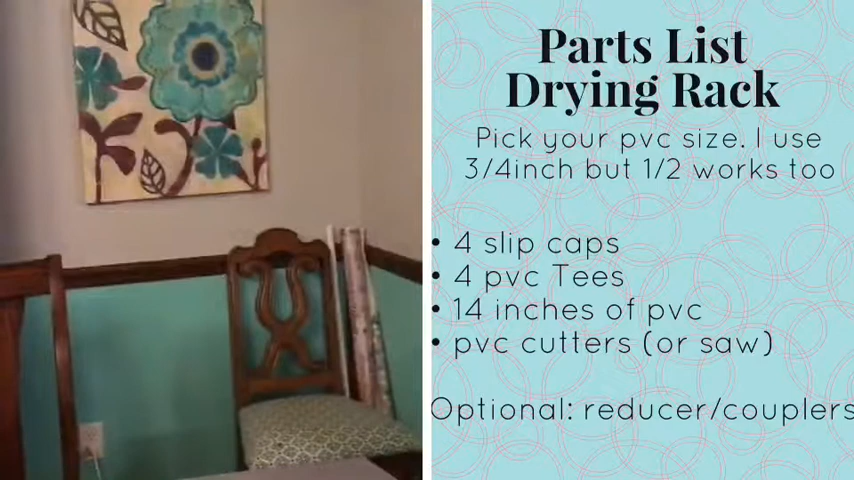 Parts List
Drying Rack
Pick your pvc size. I use
3/4inch but 1/2 works too
• 4 slip caps
• 4 pvc Tees
• 14 inches of pvc
• pvc cutters (or saw)
Optional: reducer/couplers